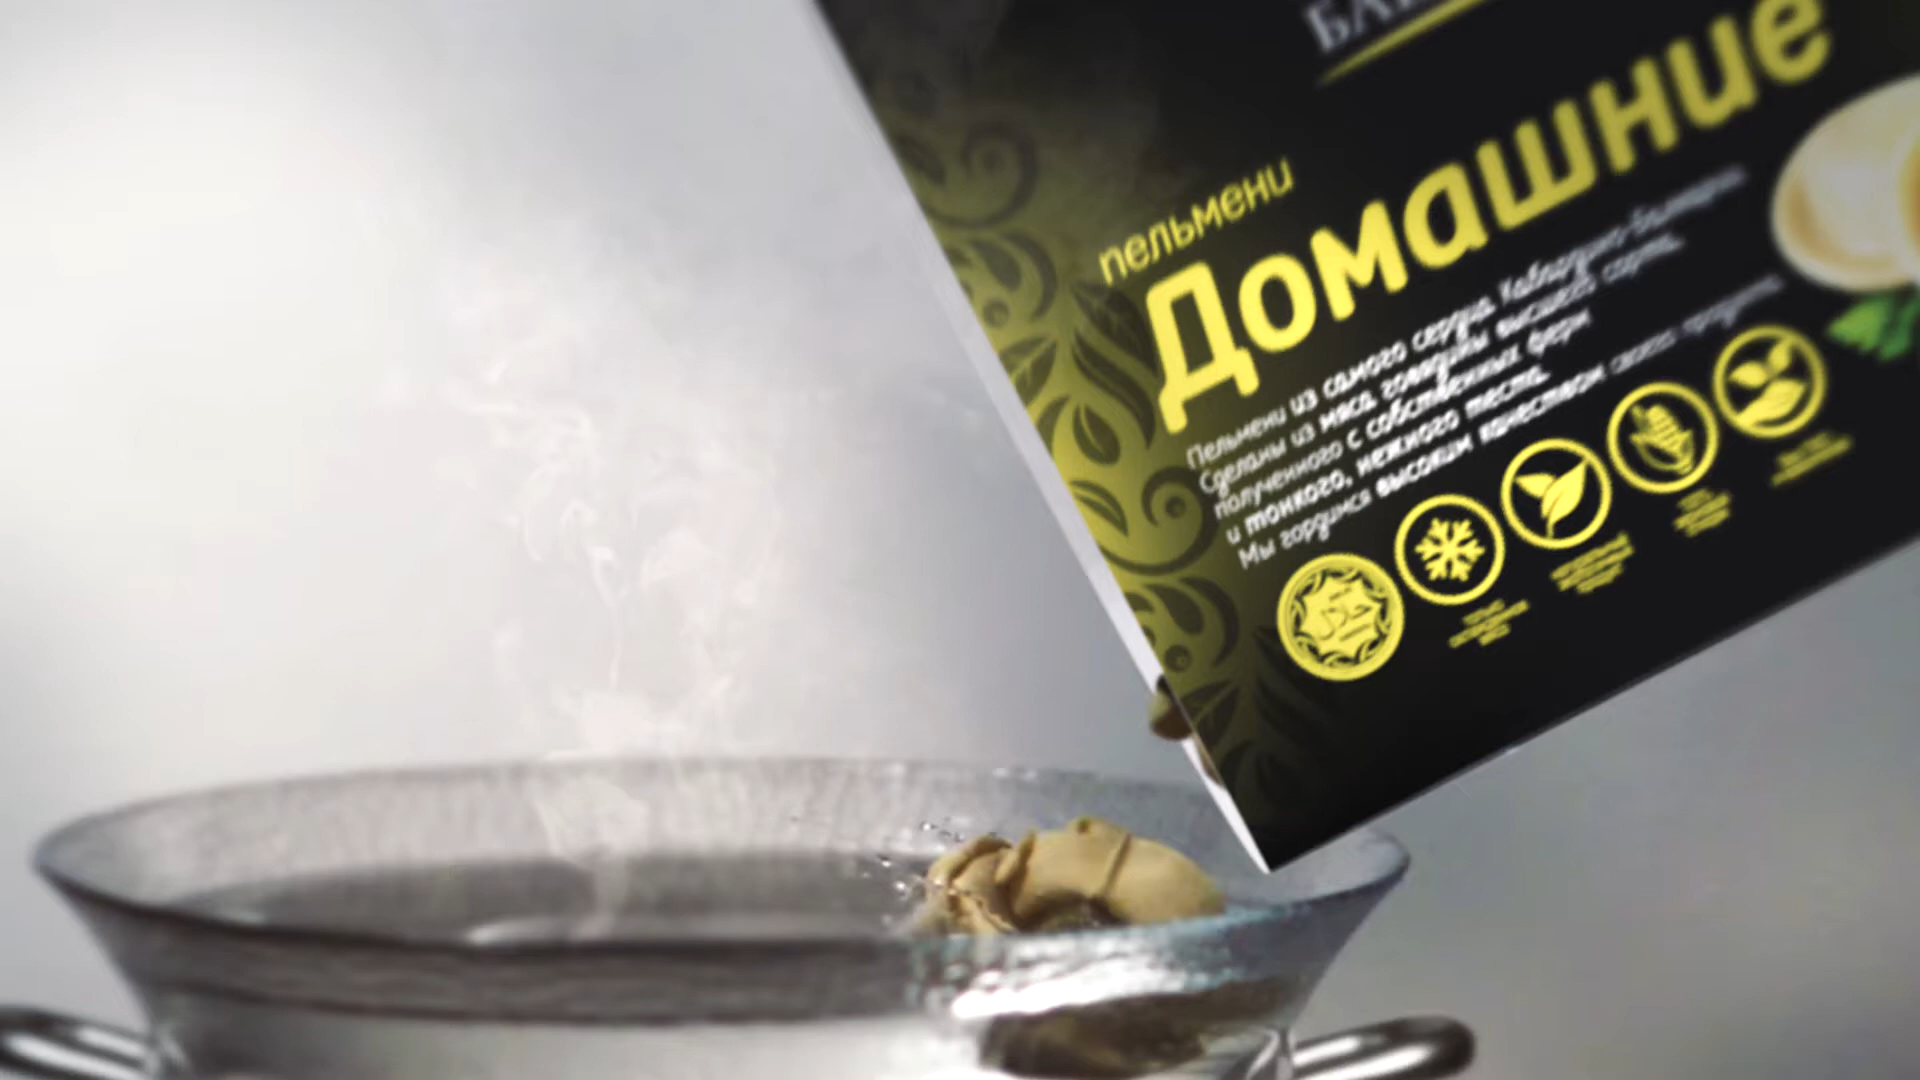 пельмени
Домашние
Пельмени из самого сердца Кабардино-Балкарии.
Сделаны из мяса говядины высшего сорта,
полученного с собственных ферм
и тонкого, нежного теста.
Мы гордимся высоким качеством своего продукта
حلال